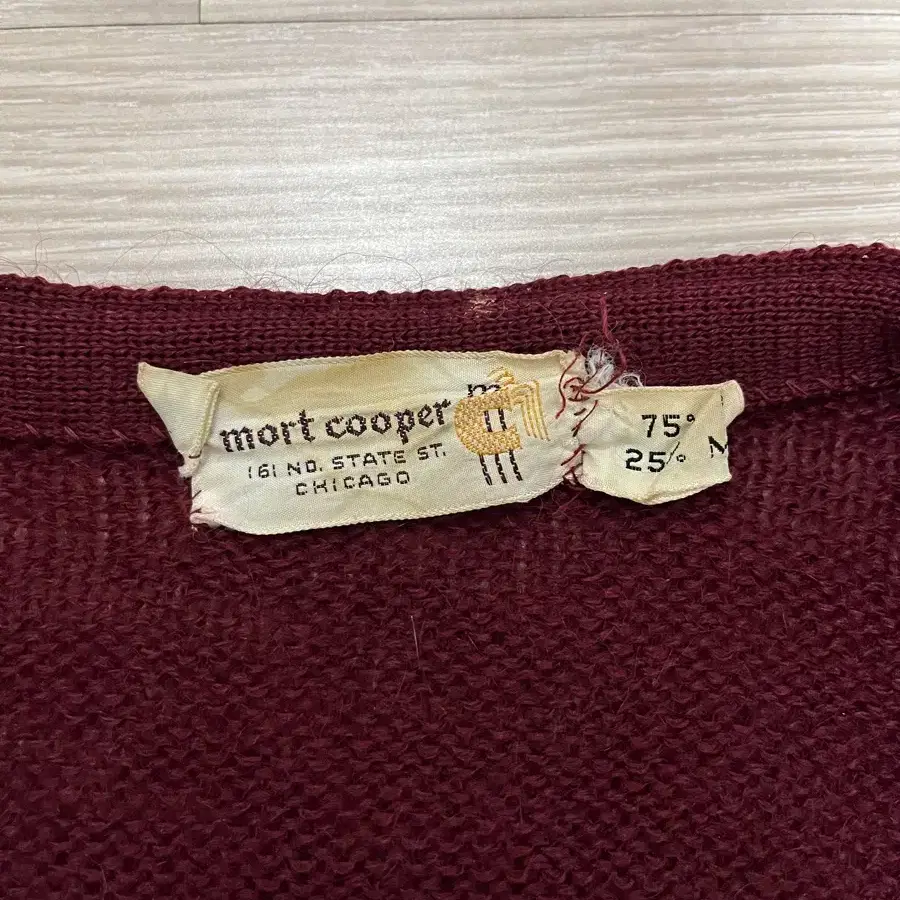 mort cooper
161 NO. STATE ST.
CHICAGO
75%
25%